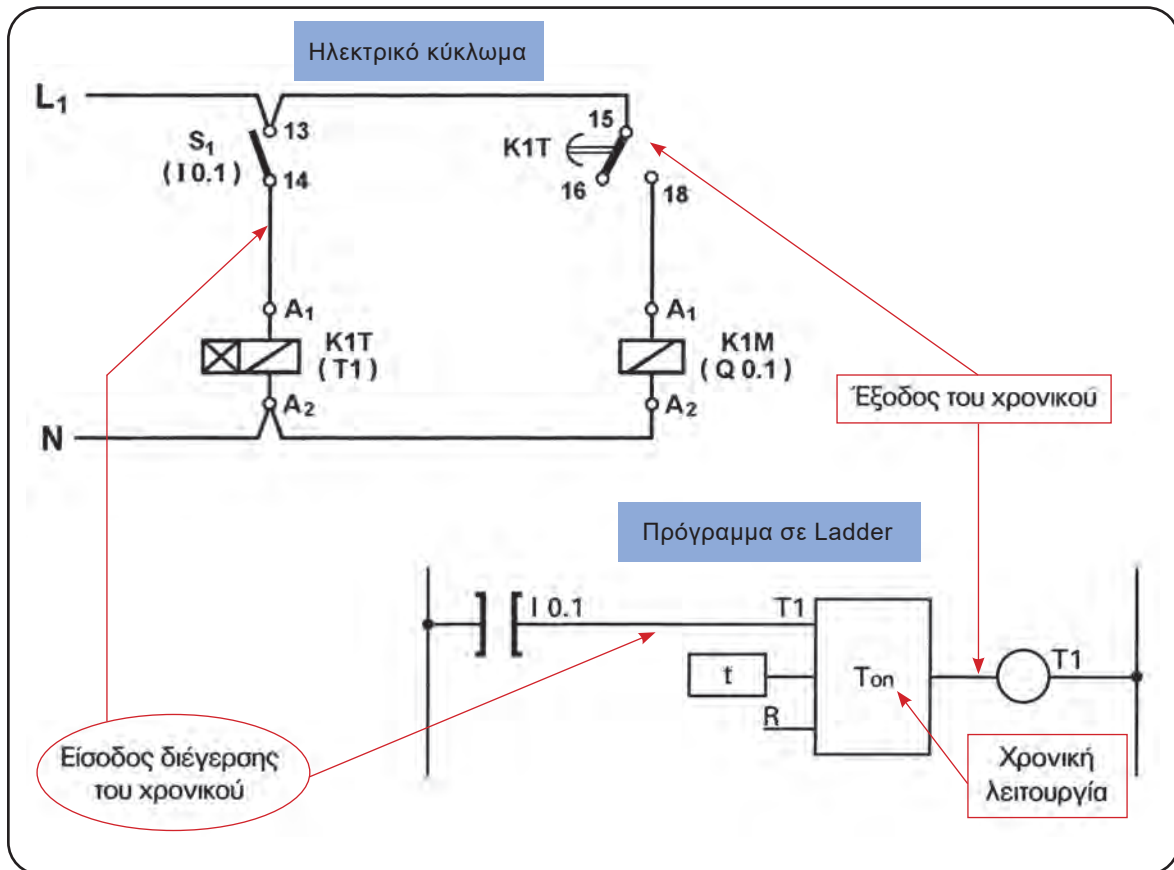 Ηλεκτρικό κύκλωμα
L1
13
S1
(I 0.1)
14
15
K1T
16
18
A1
K1T
(T1)
A2
A1
K1M
(Q 0.1)
A2
N
Έξοδος του χρονικού
Πρόγραμμα σε Ladder
I 0.1
T1
t
Ton
T1
R
Είσοδος διέγερσης
του χρονικού
Χρονική
λειτουργία